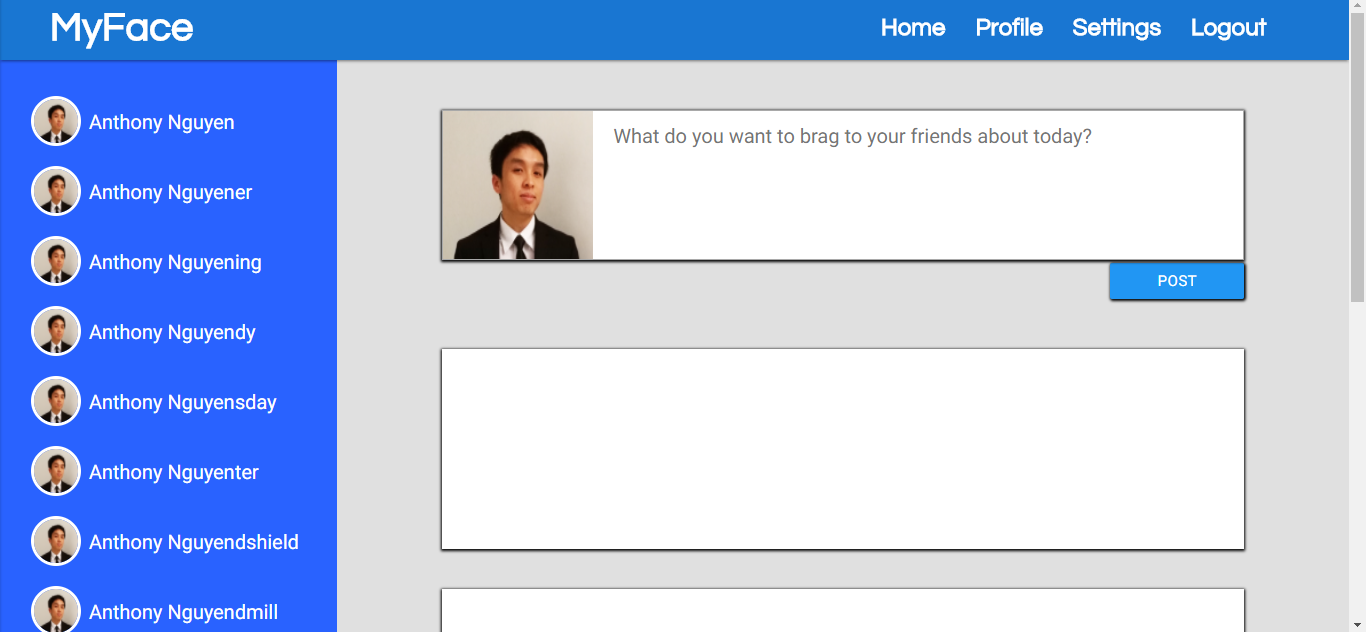 MyFace
Home Profile Settings Logout
Anthony Nguyen
Anthony Nguyener
Anthony Nguyening
Anthony Nguyendy
Anthony Nguyensday
Anthony Nguyenter
Anthony Nguyendshield
Anthony Nguyendmill
What do you want to brag to your friends about today?
POST